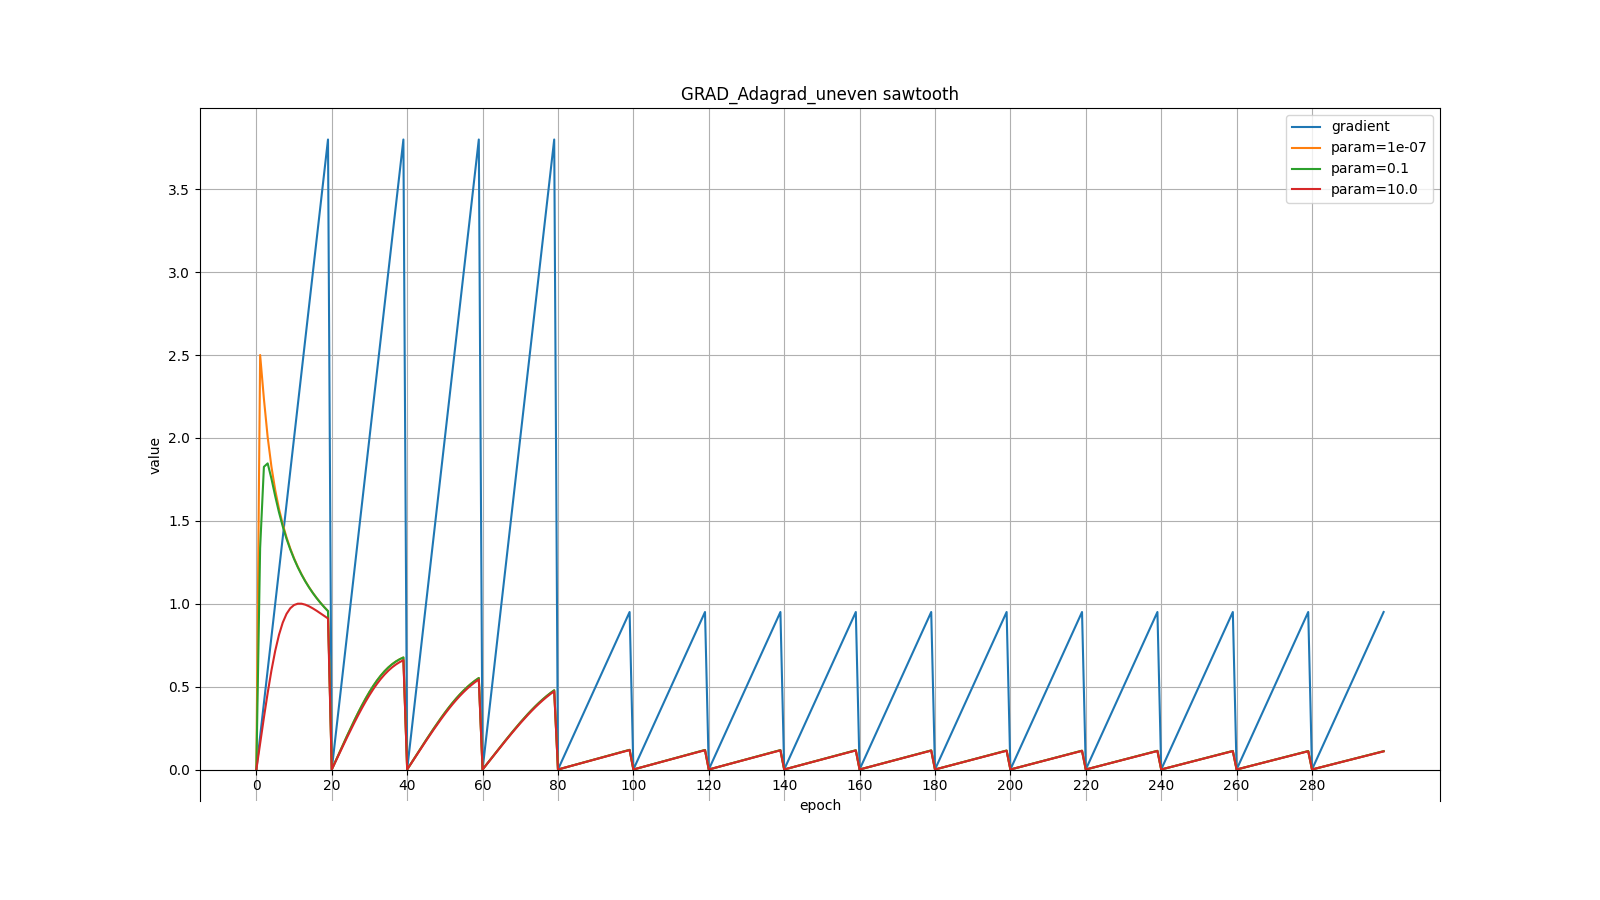 GRAD_Adagrad_uneven sawtooth
gradient
param=1e-07
param=0.1
param=10.0
3.5
3.0
2.5
2.0
1.5
1.0
0.5
0.0
value
0 20 40 60 80 100 120 140 160 180 200 220 240 260 280
epoch